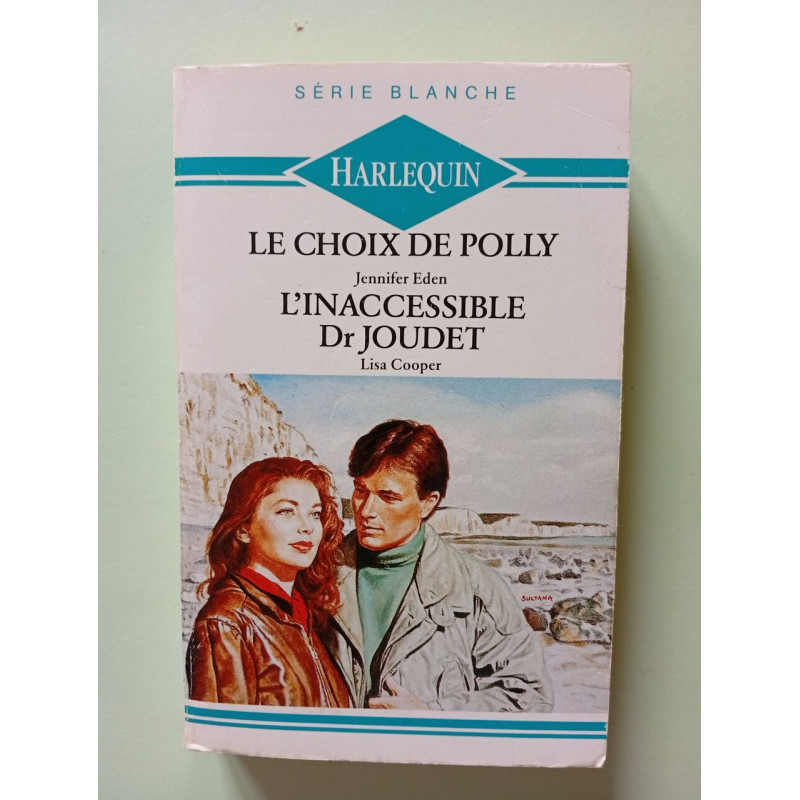 SÉRIE BLANCHE
HARLEQUIN
LE CHOIX DE POLLY
Jennifer Eden
L'INACCESSIBLE
Dr JOUDET
Lisa Cooper
SULTANA